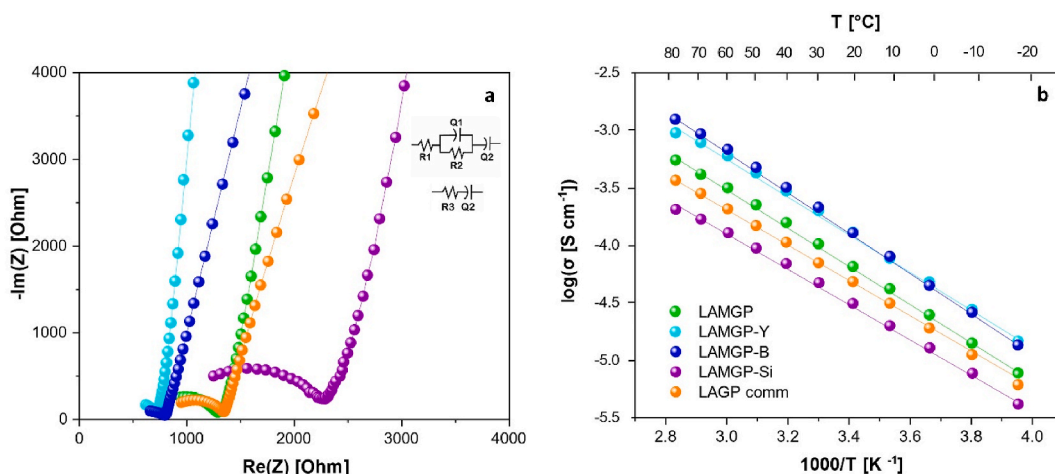 a
4000
3000
2000
1000
0
-Im(Z) [Ohm]
0 1000 2000 3000 4000
Re(Z) [Ohm]
Q1
R1 R2 Q2
R3 Q2
T [°C]
80 70 60 50 40 30 20 10 0 -10 -20
b
-2.5
-3.0
-3.5
-4.0
-4.5
-5.0
-5.5
log(σ [S cm⁻¹])
LAMGP
LAMGP-Y
LAMGP-B
LAMGP-Si
LAGP comm
2.8 3.0 3.2 3.4 3.6 3.8 4.0
1000/T [K ⁻¹]